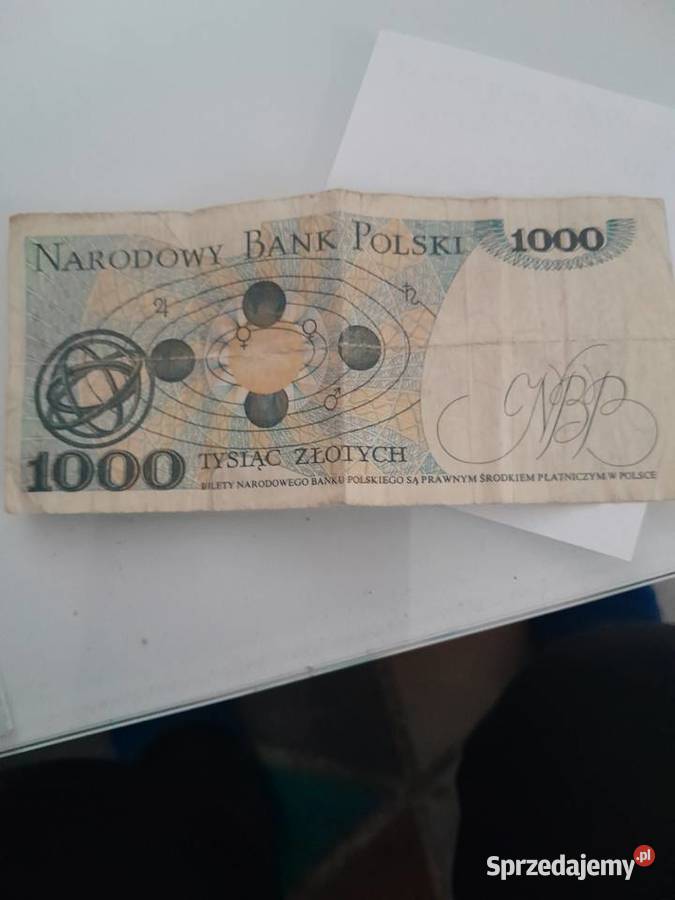 NARODOWY BANK POLSKI
1000
NBP
1000
TYSIĄC ZŁOTYCH
BILETY NARODOWEGO BANKU POLSKIEGO SĄ PRAWNYM ŚRODKIEM PŁATNICZYM W POLSCE
Sprzedajemy.pl